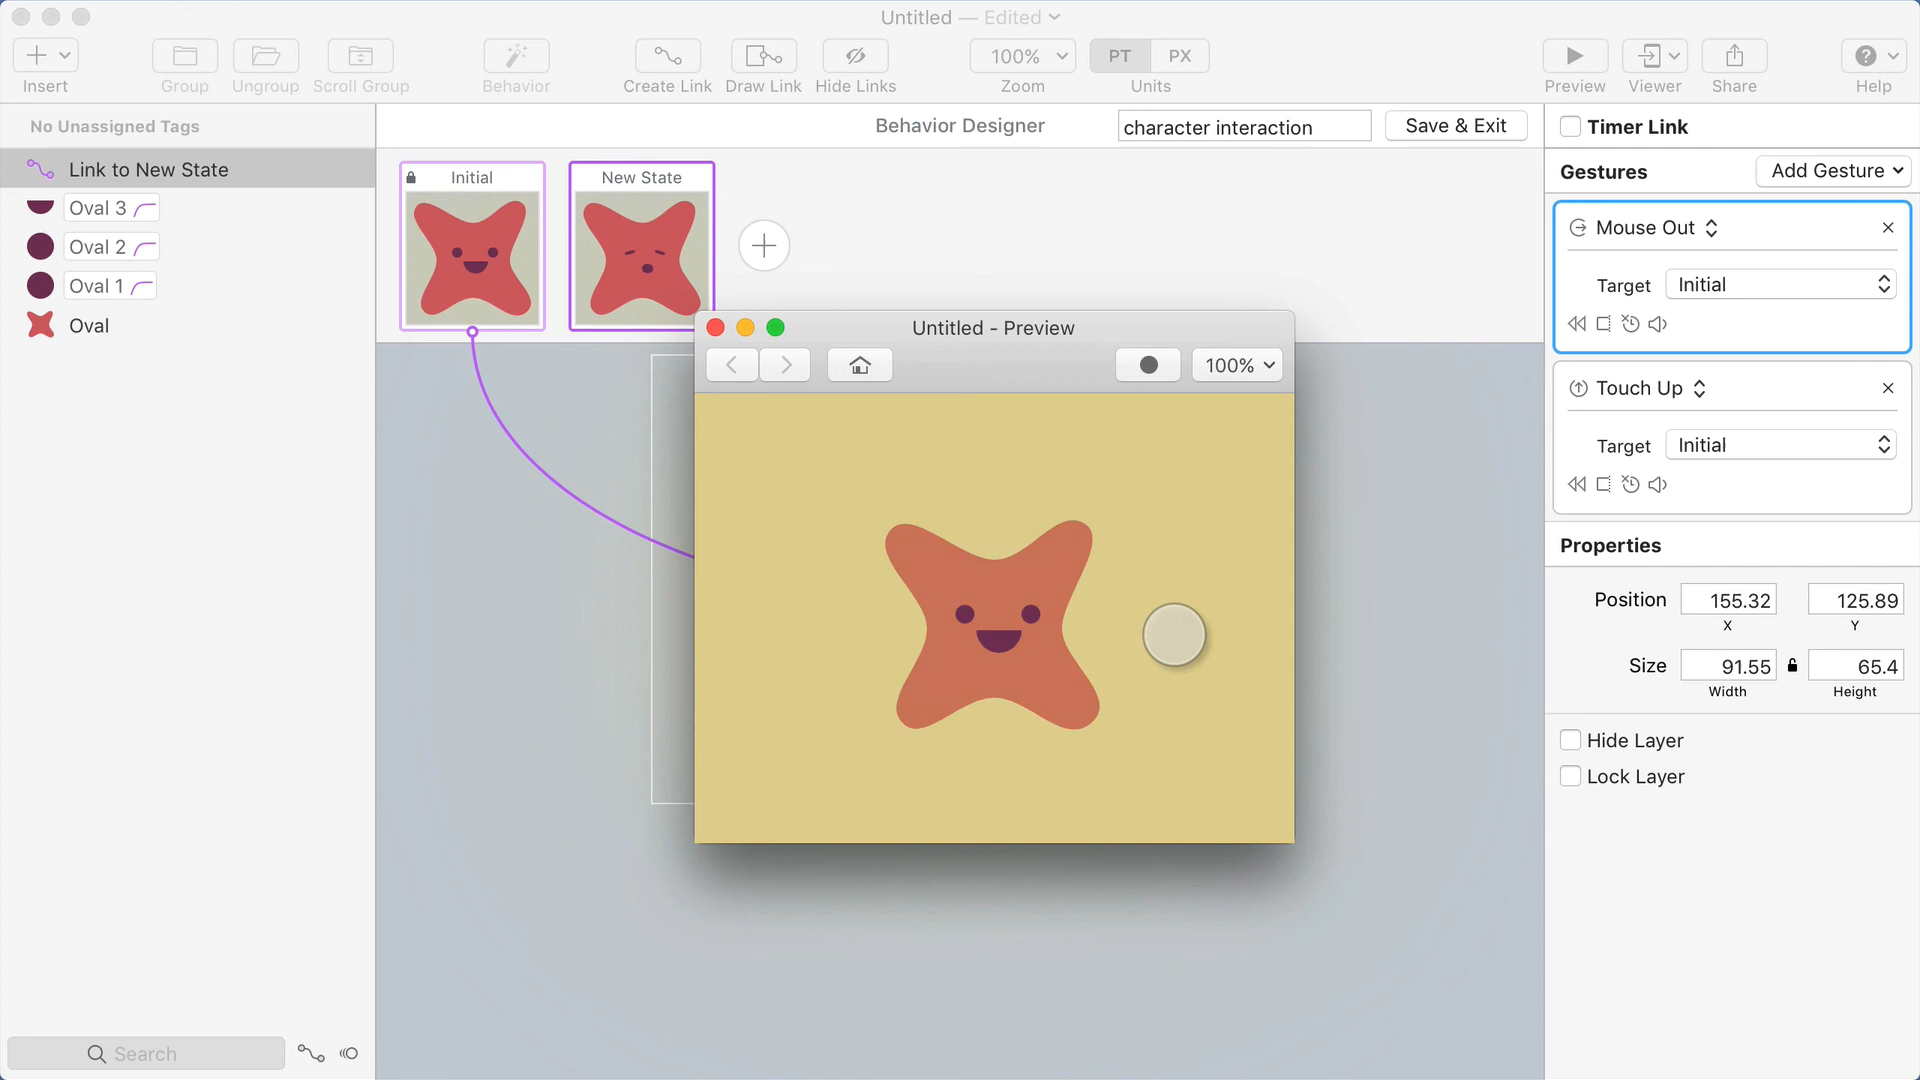 Untitled — Edited
Insert
Group
Ungroup
Scroll Group
Behavior
Create Link
Draw Link
Hide Links
100%
Zoom
PT
PX
Units
Preview
Viewer
Share
Help
No Unassigned Tags
Behavior Designer
character interaction
Save & Exit
Timer Link
Link to New State
Oval 3
Oval 2
Oval 1
Oval
Initial
New State
Gestures
Add Gesture
Mouse Out
Target
Initial
Touch Up
Target
Initial
Untitled - Preview
100%
Properties
Position
155.32
125.89
X
Y
Size
91.55
65.4
Width
Height
Hide Layer
Lock Layer
Search